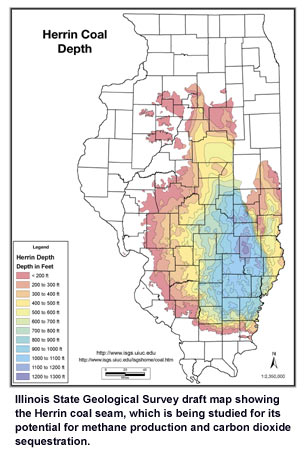 Herrin Coal
Depth
Legend
Herrin Depth
Depth in Feet
< 200 ft
200 to 300 ft
300 to 400 ft
400 to 500 ft
500 to 600 ft
600 to 700 ft
700 to 800 ft
800 to 900 ft
900 to 1000 ft
1000 to 1100 ft
1100 to 1200 ft
1200 to 1300 ft
http://www.isgs.uiuc.edu
http://www.isgs.uiuc.edu/isgshome/coal.htm
N
Illinois State Geological Survey draft map showing
the Herrin coal seam, which is being studied for its
potential for methane production and carbon dioxide
sequestration.